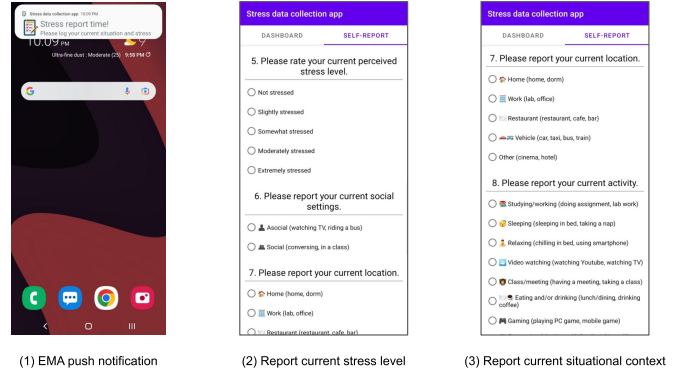 Stress data collection app 10:09 PM
Stress report time!
Please log your current situation and stress
10:09 PM
Ultra-fine dust : Moderate (25) 9:58 PM
(1) EMA push notification
Stress data collection app
DASHBOARD SELF-REPORT
5. Please rate your current perceived
stress level.
Not stressed
Slightly stressed
Somewhat stressed
Moderately stressed
Extremely stressed
6. Please report your current social
settings.
Asocial (watching TV, riding a bus)
Social (conversing, in a class)
7. Please report your current location.
Home (home, dorm)
Work (lab, office)
Restaurant (restaurant, cafe, bar)
(2) Report current stress level
Stress data collection app
DASHBOARD SELF-REPORT
7. Please report your current location.
Home (home, dorm)
Work (lab, office)
Restaurant (restaurant, cafe, bar)
Vehicle (car, taxi, bus, train)
Other (cinema, hotel)
8. Please report your current activity.
Studying/working (doing assignment, lab work)
Sleeping (sleeping in bed, taking a nap)
Relaxing (chilling in bed, using smartphone)
Video watching (watching Youtube, watching TV)
Class/meeting (having a meeting, taking a class)
Eating and/or drinking (lunch/dining, drinking
coffee)
Gaming (playing PC game, mobile game)
(3) Report current situational context